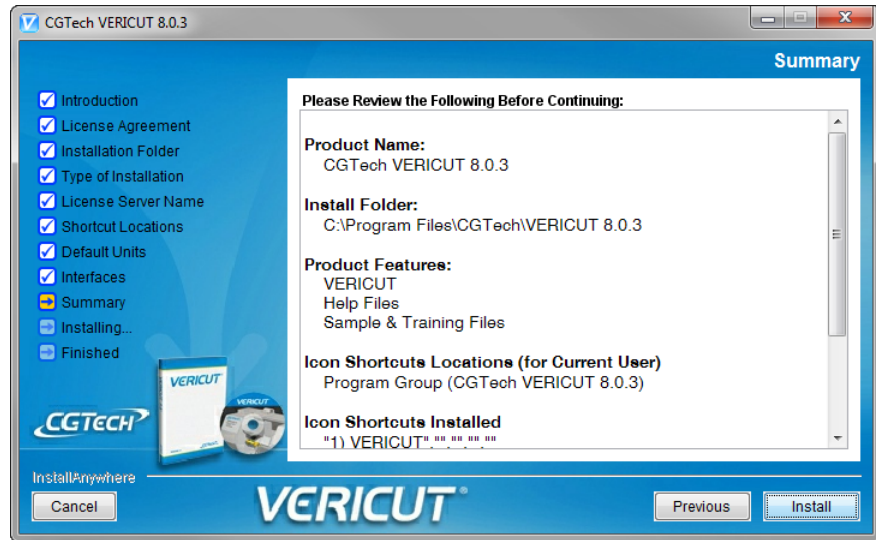 CGTech VERICUT 8.0.3
Summary
Introduction
License Agreement
Installation Folder
Type of Installation
License Server Name
Shortcut Locations
Default Units
Interfaces
Summary
Installing...
Finished
VERICUT
VERICUT
CGTECH
Please Review the Following Before Continuing:
Product Name:
CGTech VERICUT 8.0.3
Install Folder:
C:\Program Files\CGTech\VERICUT 8.0.3
Product Features:
VERICUT
Help Files
Sample & Training Files
Icon Shortcuts Locations (for Current User)
Program Group (CGTech VERICUT 8.0.3)
Icon Shortcuts Installed
"1) VERICUT","","","",""
InstallAnywhere
Cancel
VERICUT®
Previous
Install